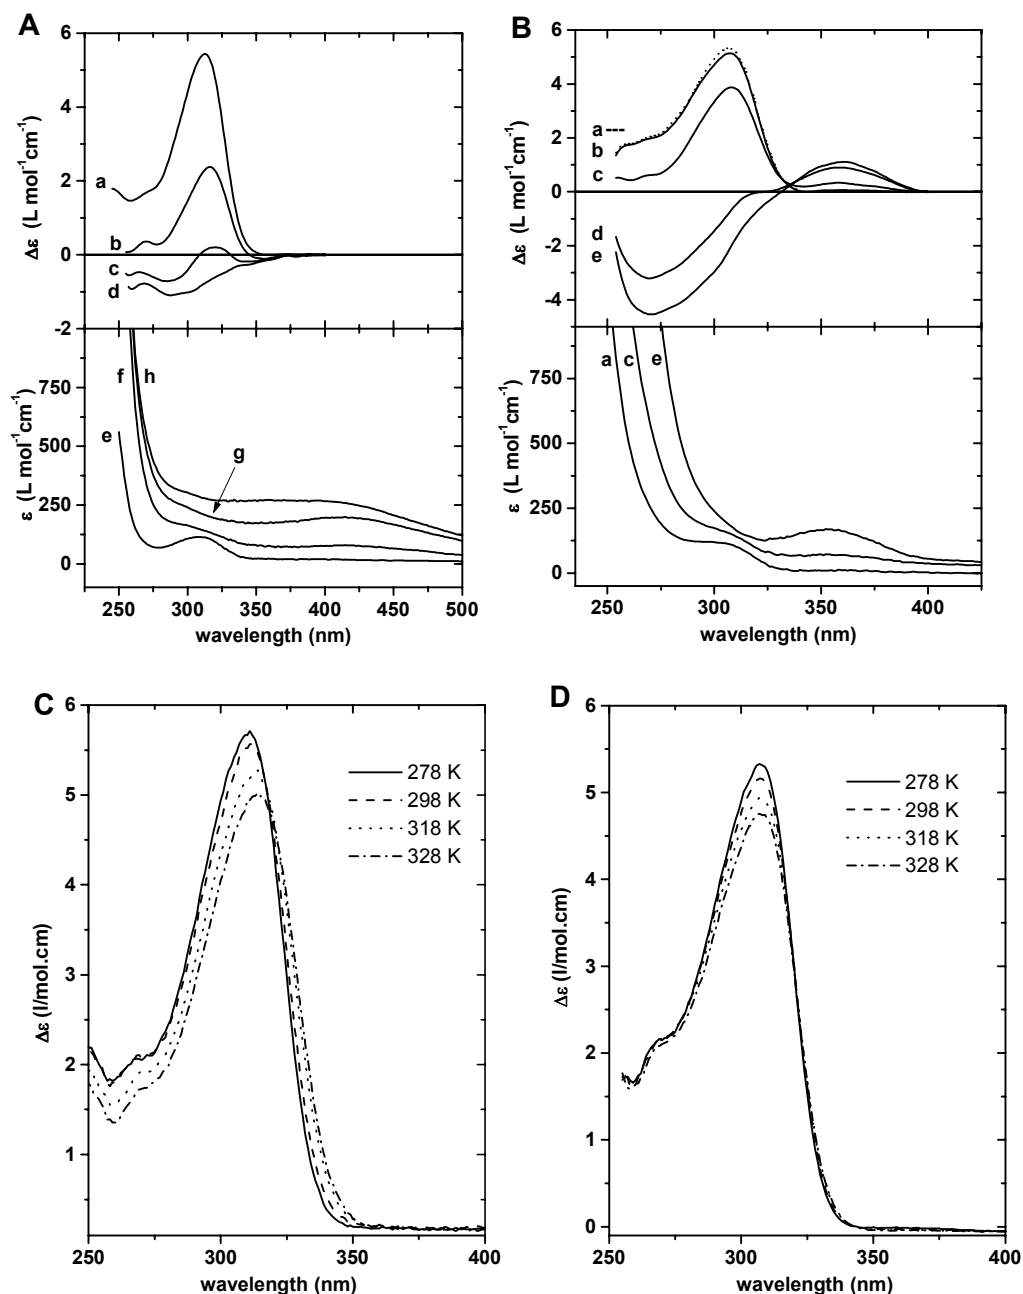 A
6
4
2
0
-2
Δε (L mol⁻¹cm⁻¹)
a
b
c
d
750
500
250
0
ε (L mol⁻¹cm⁻¹)
f
h
e
g
250 300 350 400 450 500
wavelength (nm)
B
6
4
2
0
-2
-4
Δε (L mol⁻¹cm⁻¹)
a ---
b
c
d
e
750
500
250
0
ε (L mol⁻¹cm⁻¹)
a
c
e
250 300 350 400
wavelength (nm)
C
6
5
4
3
2
1
Δε (l/mol.cm)
278 K
298 K
318 K
328 K
250 300 350 400
wavelength (nm)
D
6
5
4
3
2
1
0
Δε (l/mol.cm)
278 K
298 K
318 K
328 K
250 300 350 400
wavelength (nm)